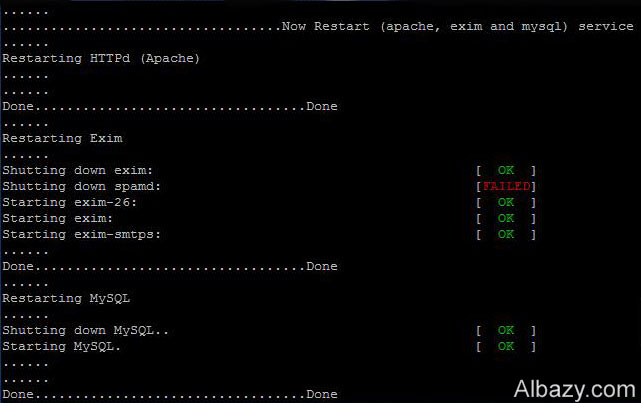 ......
...................................Now Restart (apache, exim and mysql) service
......
Restarting HTTPd (Apache)
......
......
Done..................................Done
......
Restarting Exim
......
Shutting down exim: [ OK ]
Shutting down spamd: [FAILED]
Starting exim-26: [ OK ]
Starting exim: [ OK ]
Starting exim-smtps: [ OK ]
......
Done..................................Done
......
Restarting MySQL
......
Shutting down MySQL.. [ OK ]
Starting MySQL. [ OK ]
......
......
Done..................................Done
Albazy.com